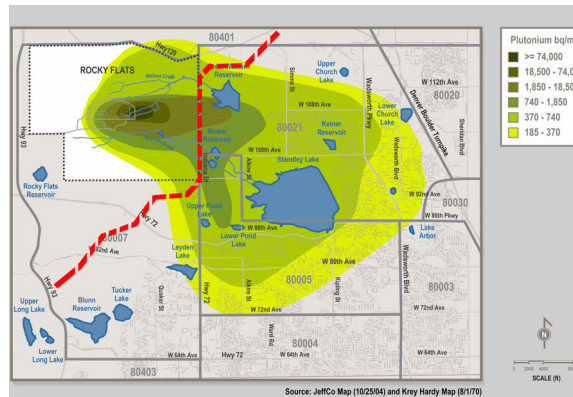 80401
Hwy129
ROCKY FLATS
Walnut Creek
Reservoir
Simms St
Upper
Church Lake
Wadsworth Pkwy
W 112th Ave
80020
Denver Boulder Turnpike
Sheridan Blvd
W 108th Ave
Lower
Church Lake
80021
Ketner
Reservoir
Mower
Reservoir
W 100th Ave
Hwy 93
Indiana St
Alkire St
Standley Lake
Wadsworth Blvd
Rocky Flats
Reservoir
W 92nd Ave
80030
W 88th Pkwy
Upper Pond
Lake
Hwy 72
80007
W 82nd Ave
W 88th Ave
Lower Pond
Lake
Lake
Arbor
Leyden
Lake
W 80th Ave
Wadsworth Blvd
Hwy 93
Upper
Long Lake
Blunn
Reservoir
Tucker
Lake
Quaker St
Hwy 72
Alkire St
80005
Kipling St
80003
W 72nd Ave
W 72nd Ave
Lower
Long Lake
Ward Rd
80004
W 64th Ave
Hwy 72
W 64th Ave
W 64th Ave
80403
Source: JeffCo Map (10/25/04) and Krey Hardy Map (8/1/70)
Plutonium bq/m
>= 74,000
18,500 - 74,0
1,850 - 18,50
740 - 1,850
370 - 740
185 - 370
N
SCALE (ft)